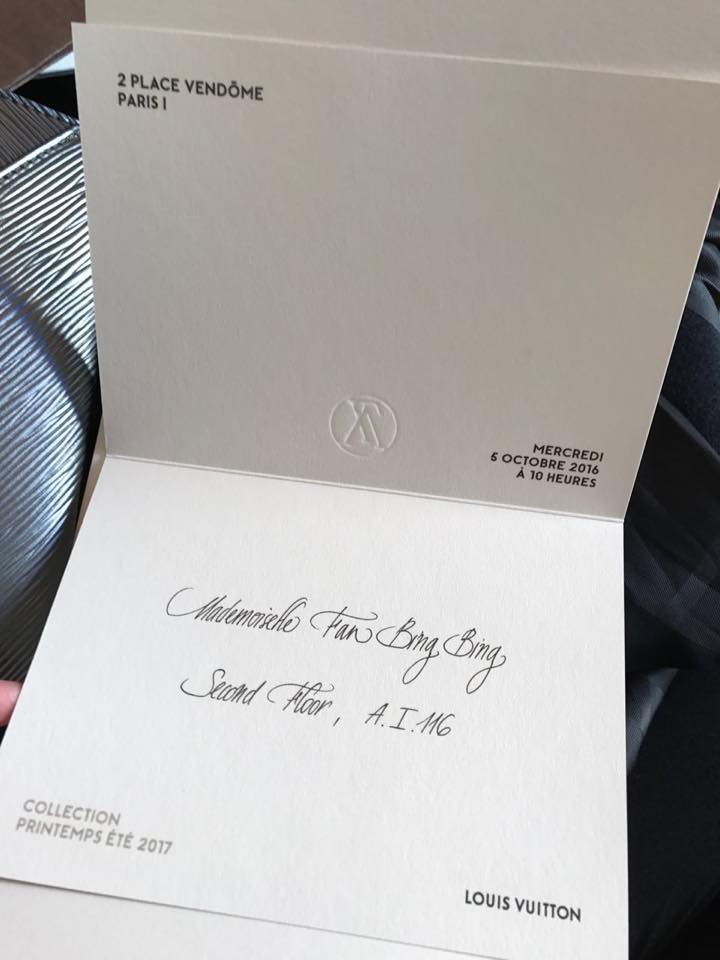 2 PLACE VENDÔME
PARIS I
MERCREDI
5 OCTOBRE 2016
À 10 HEURES
Mademoiselle Fan Bing Bing
Second Floor, A.I.116
COLLECTION
PRINTEMPS ÉTÉ 2017
LOUIS VUITTON